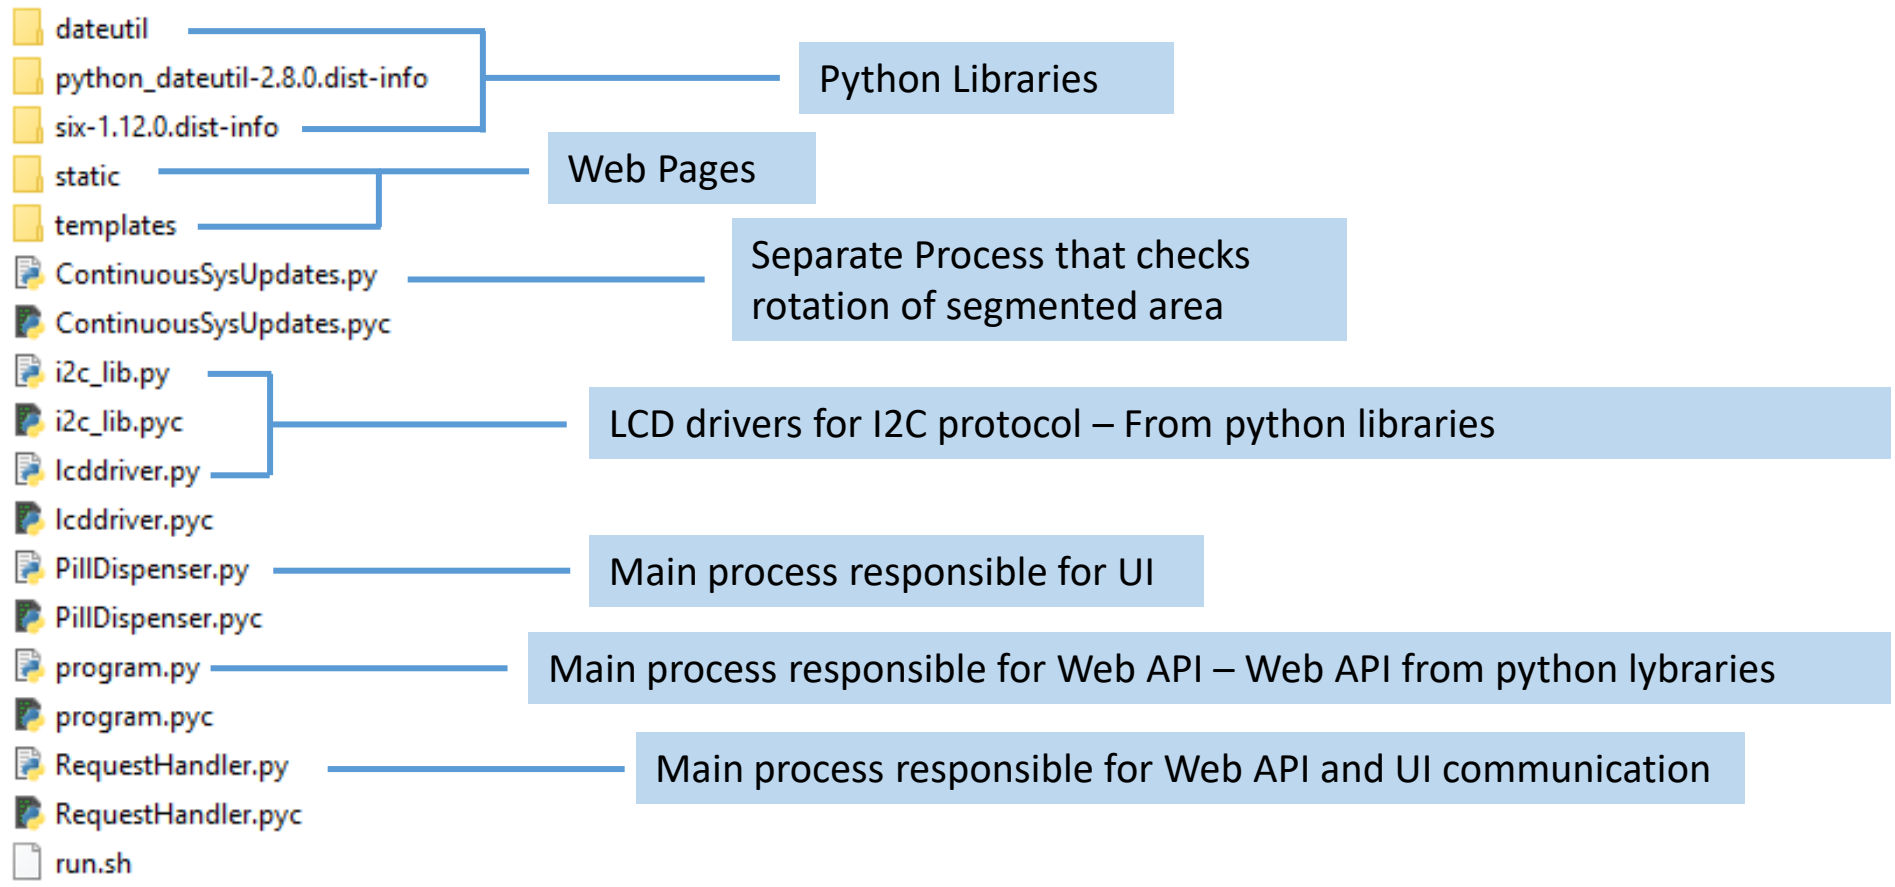 dateutil
python_dateutil-2.8.0.dist-info
Python Libraries
six-1.12.0.dist-info
static
Web Pages
templates
ContinuousSysUpdates.py
Separate Process that checks
rotation of segmented area
ContinuousSysUpdates.pyc
i2c_lib.py
i2c_lib.pyc
LCD drivers for I2C protocol – From python libraries
lcddriver.py
lcddriver.pyc
PillDispenser.py
Main process responsible for UI
PillDispenser.pyc
program.py
Main process responsible for Web API – Web API from python lybraries
program.pyc
RequestHandler.py
Main process responsible for Web API and UI communication
RequestHandler.pyc
run.sh